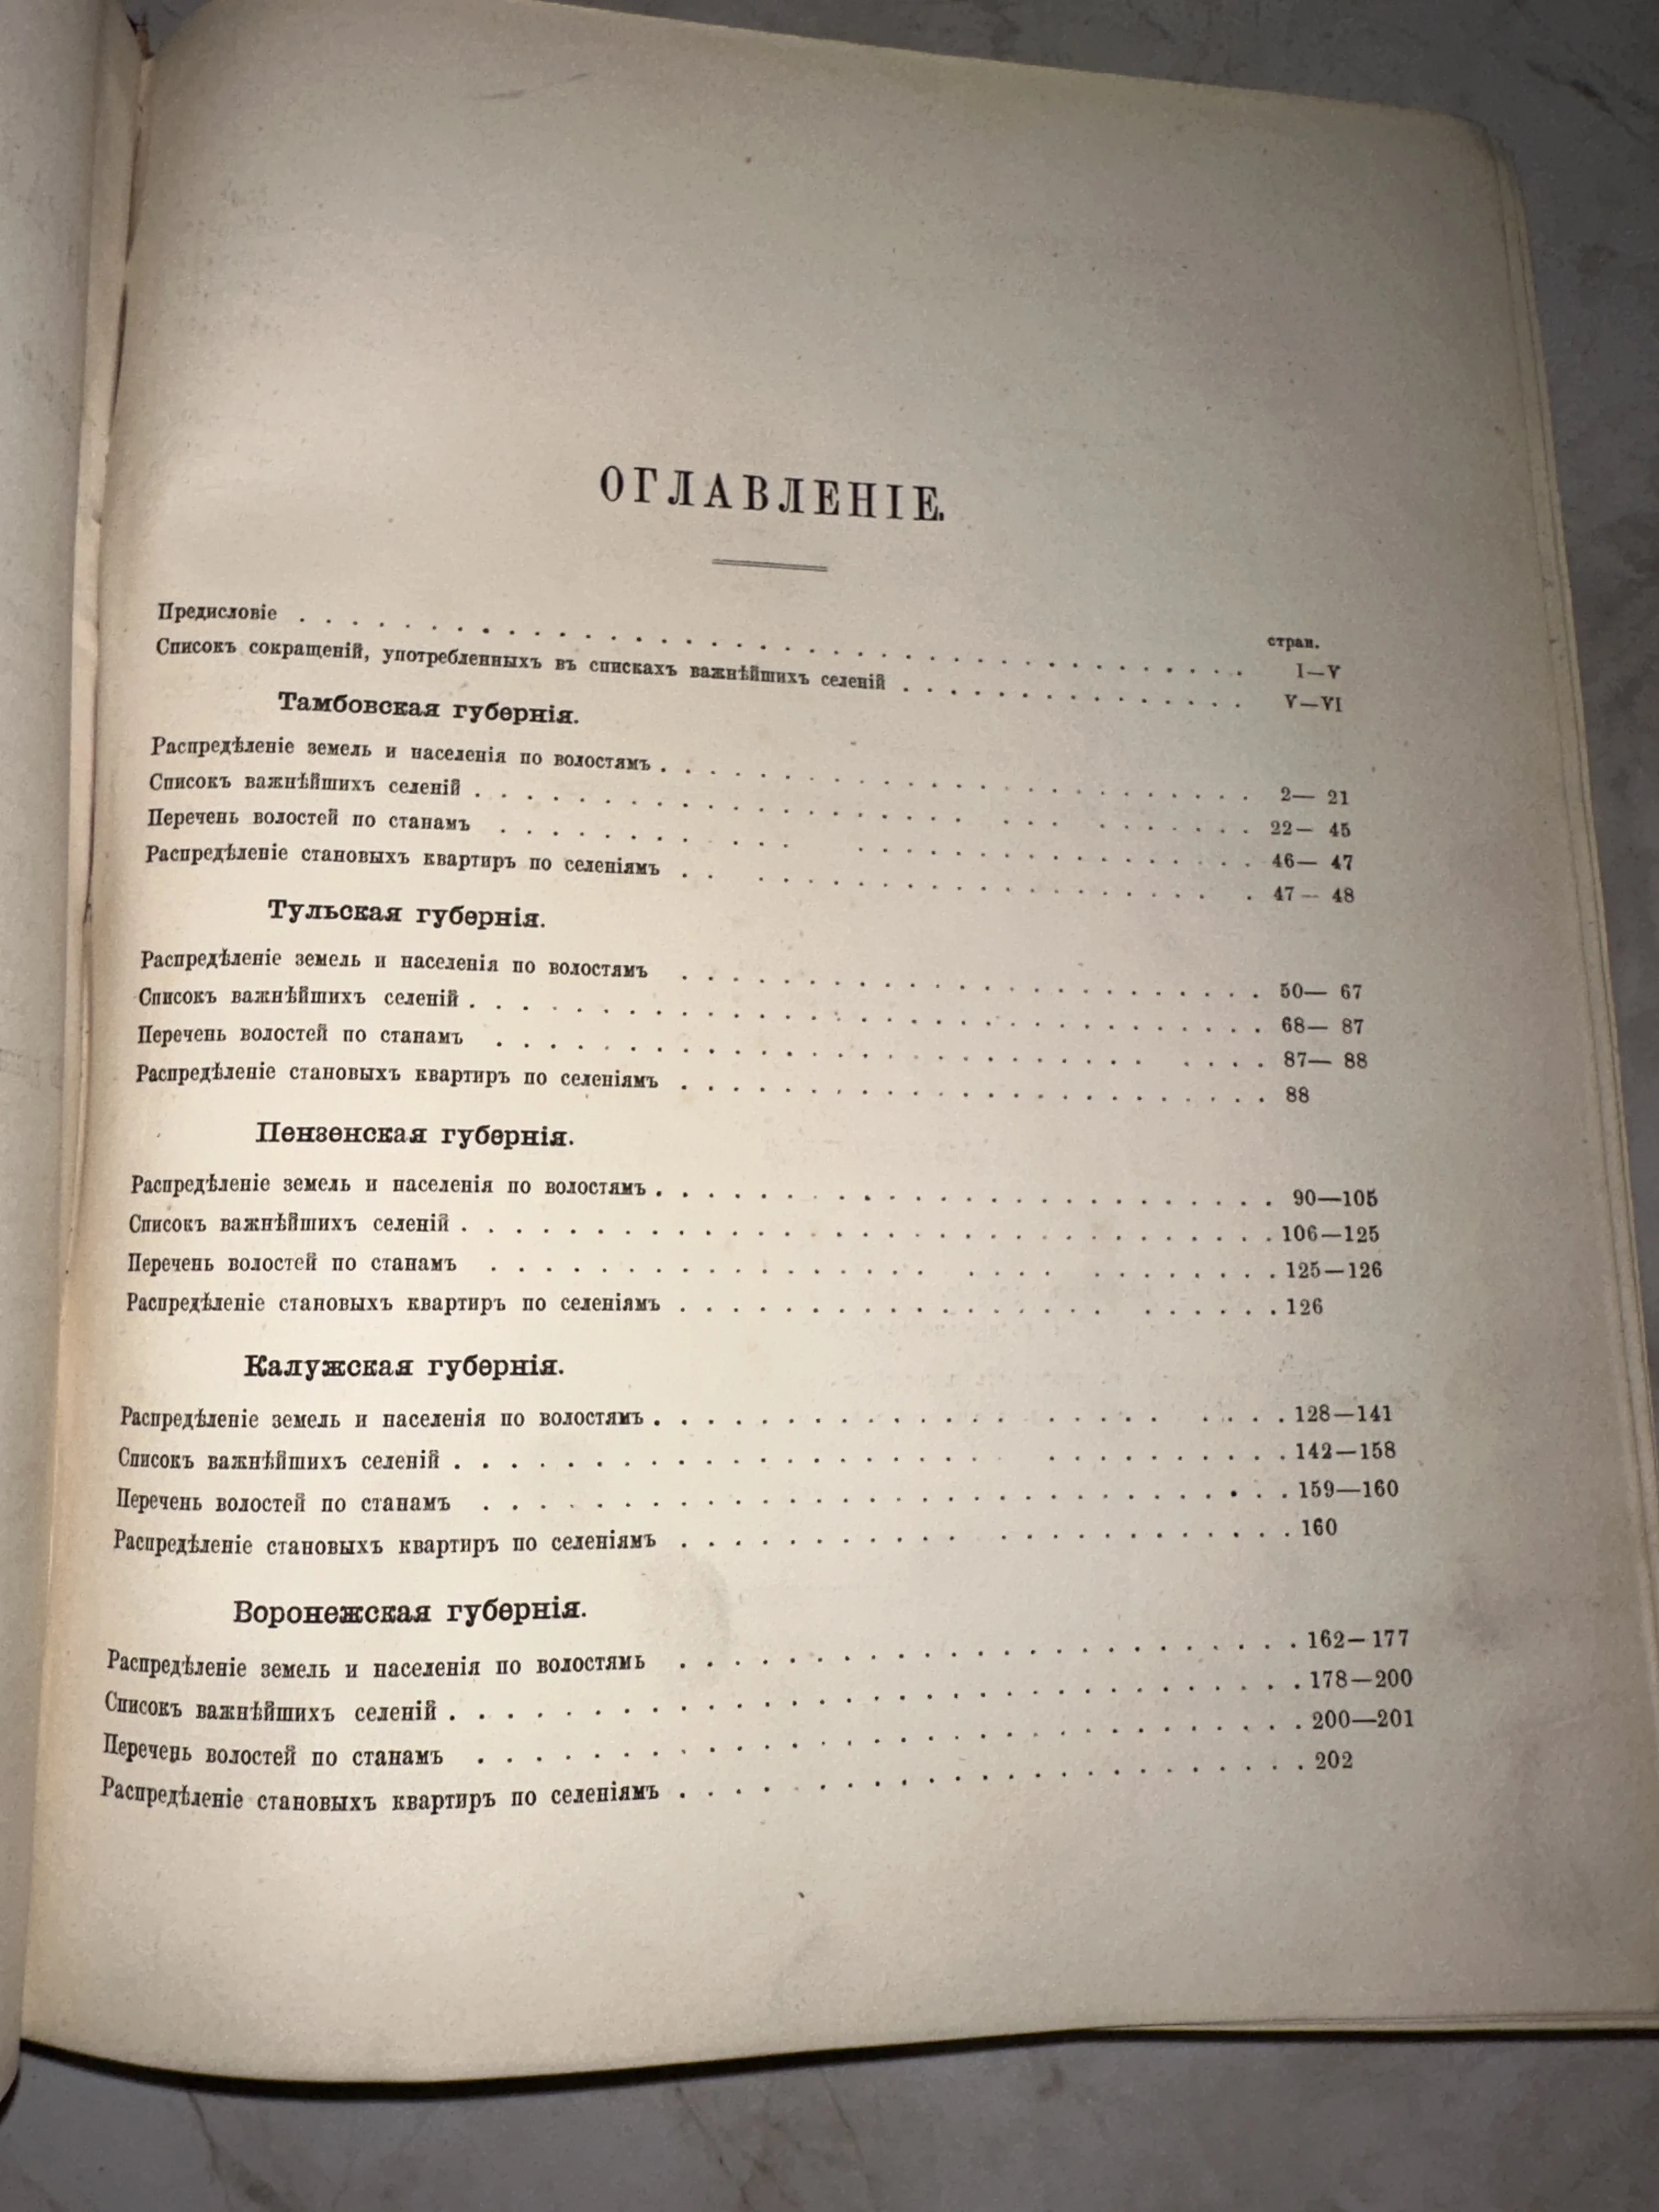 ОГЛАВЛЕНІЕ.
стран.
Предисловіе . . . . . . . . . . I—V
Списокъ сокращеній, употребленныхъ въ спискахъ важнѣйшихъ селеній . . . . . . . . . . V—VI
Тамбовская губернія.
Распредѣленіе земель и населенія по волостямъ . . . . . . . . . . 2— 21
Списокъ важнѣйшихъ селеній . . . . . . . . . . 22— 45
Перечень волостей по станамъ . . . . . . . . . . 46— 47
Распредѣленіе становыхъ квартиръ по селеніямъ . . . . . . . . . . 47— 48
Тульская губернія.
Распредѣленіе земель и населенія по волостямъ . . . . . . . . . . 50— 67
Списокъ важнѣйшихъ селеній . . . . . . . . . . 68— 87
Перечень волостей по станамъ . . . . . . . . . . 87— 88
Распредѣленіе становыхъ квартиръ по селеніямъ . . . . . . . . . . 88
Пензенская губернія.
Распредѣленіе земель и населенія по волостямъ . . . . . . . . . . 90—105
Списокъ важнѣйшихъ селеній . . . . . . . . . . 106—125
Перечень волостей по станамъ . . . . . . . . . . 125—126
Распредѣленіе становыхъ квартиръ по селеніямъ . . . . . . . . . . 126
Калужская губернія.
Распредѣленіе земель и населенія по волостямъ . . . . . . . . . . 128—141
Списокъ важнѣйшихъ селеній . . . . . . . . . . 142—158
Перечень волостей по станамъ . . . . . . . . . . 159—160
Распредѣленіе становыхъ квартиръ по селеніямъ . . . . . . . . . . 160
Воронежская губернія.
Распредѣленіе земель и населенія по волостямь . . . . . . . . . . 162—177
Списокъ важнѣйшихъ селеній . . . . . . . . . . 178—200
Перечень волостей по станамъ . . . . . . . . . . 200—201
Распредѣленіе становыхъ квартиръ по селеніямъ . . . . . . . . . . 202